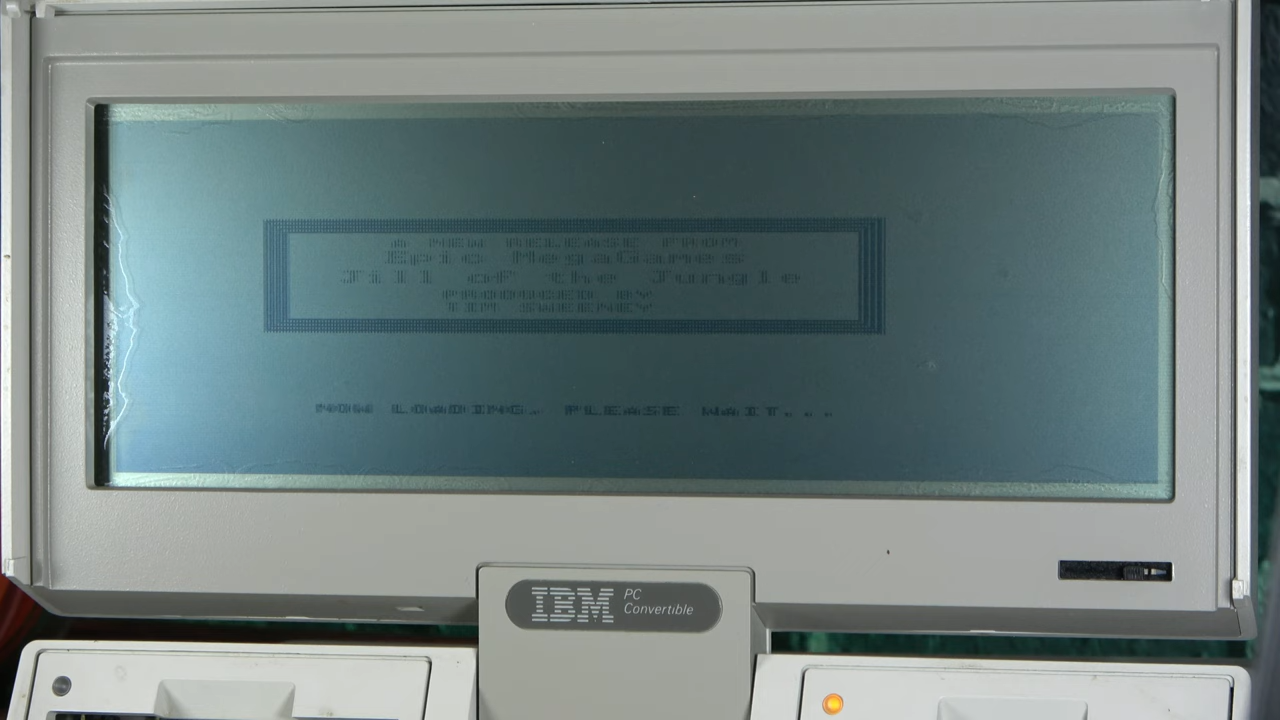 A NEW RELEASE FROM
Epic MegaGames
Jill of the Jungle
PRODUCED BY
TIM SWEENEY
NOW LOADING. PLEASE WAIT...
IBM PC
Convertible